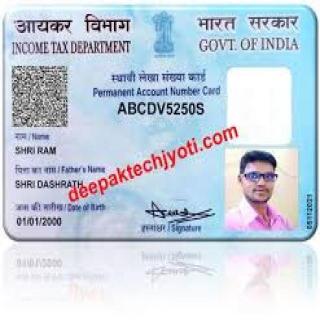 आयकर विभाग
INCOME TAX DEPARTMENT
भारत सरकार
GOVT. OF INDIA
स्थायी लेखा संख्या कार्ड
Permanent Account Number Card
ABCDV5250S
नाम / Name
SHRI RAM
पिता का नाम / Father's Name
SHRI DASHRATH
जन्म की तारीख / Date of Birth
01/01/2000
हस्ताक्षर / Signature
deepaktechjyoti.com